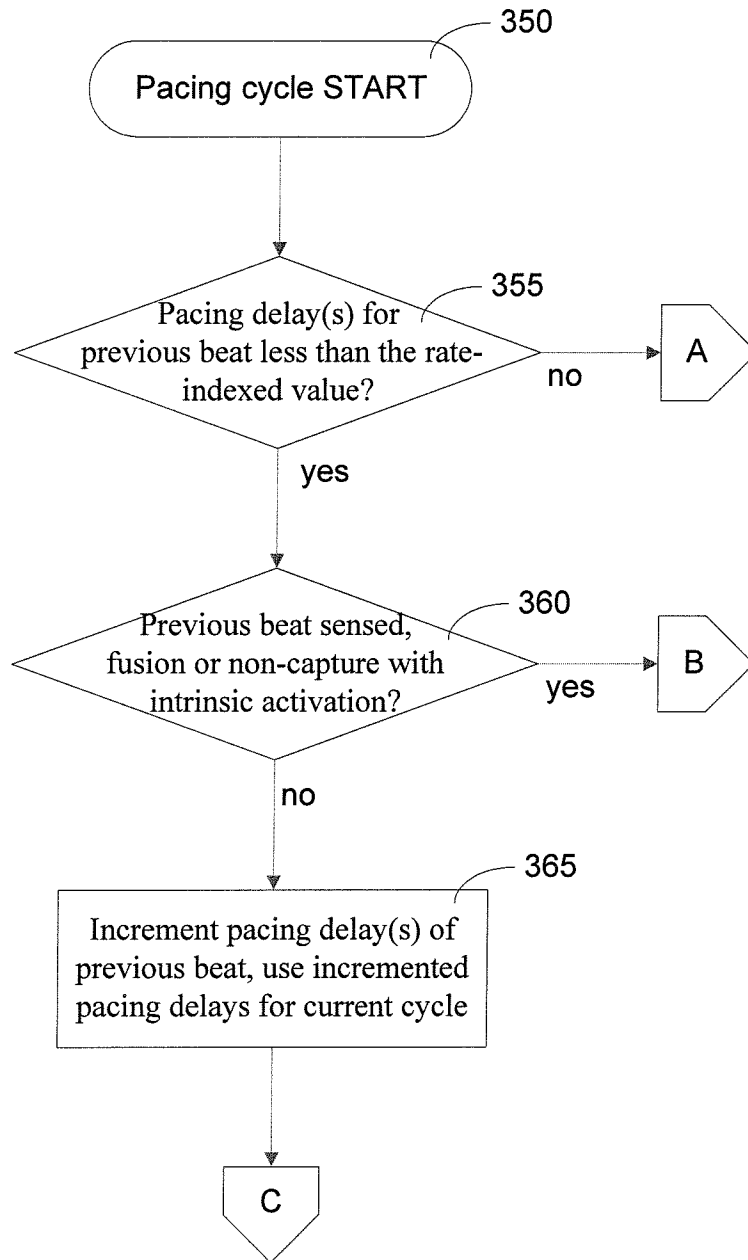 350
Pacing cycle START
355
Pacing delay(s) for
previous beat less than the rate-
indexed value?
A
no
yes
360
Previous beat sensed,
fusion or non-capture with
intrinsic activation?
B
yes
no
365
Increment pacing delay(s) of
previous beat, use incremented
pacing delays for current cycle
C